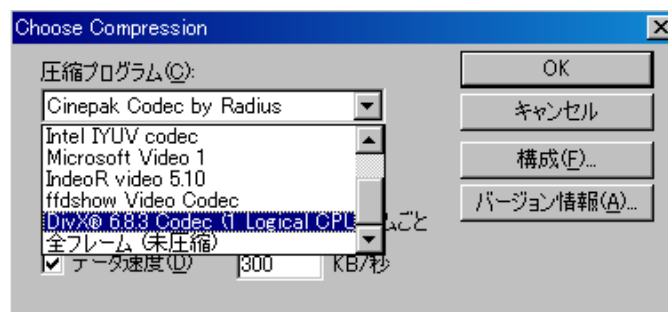 Choose Compression
圧縮プログラム(C):
Cinepak Codec by Radius
Intel IYUV codec
Microsoft Video 1
IndeoR video 5.10
ffdshow Video Codec
DivX® 6.8.3 Codec (1 Logical CPU
ムごと
全フレーム (未圧縮)
データ速度(D)
300
KB/秒
OK
キャンセル
構成(F)...
バージョン情報(A)...